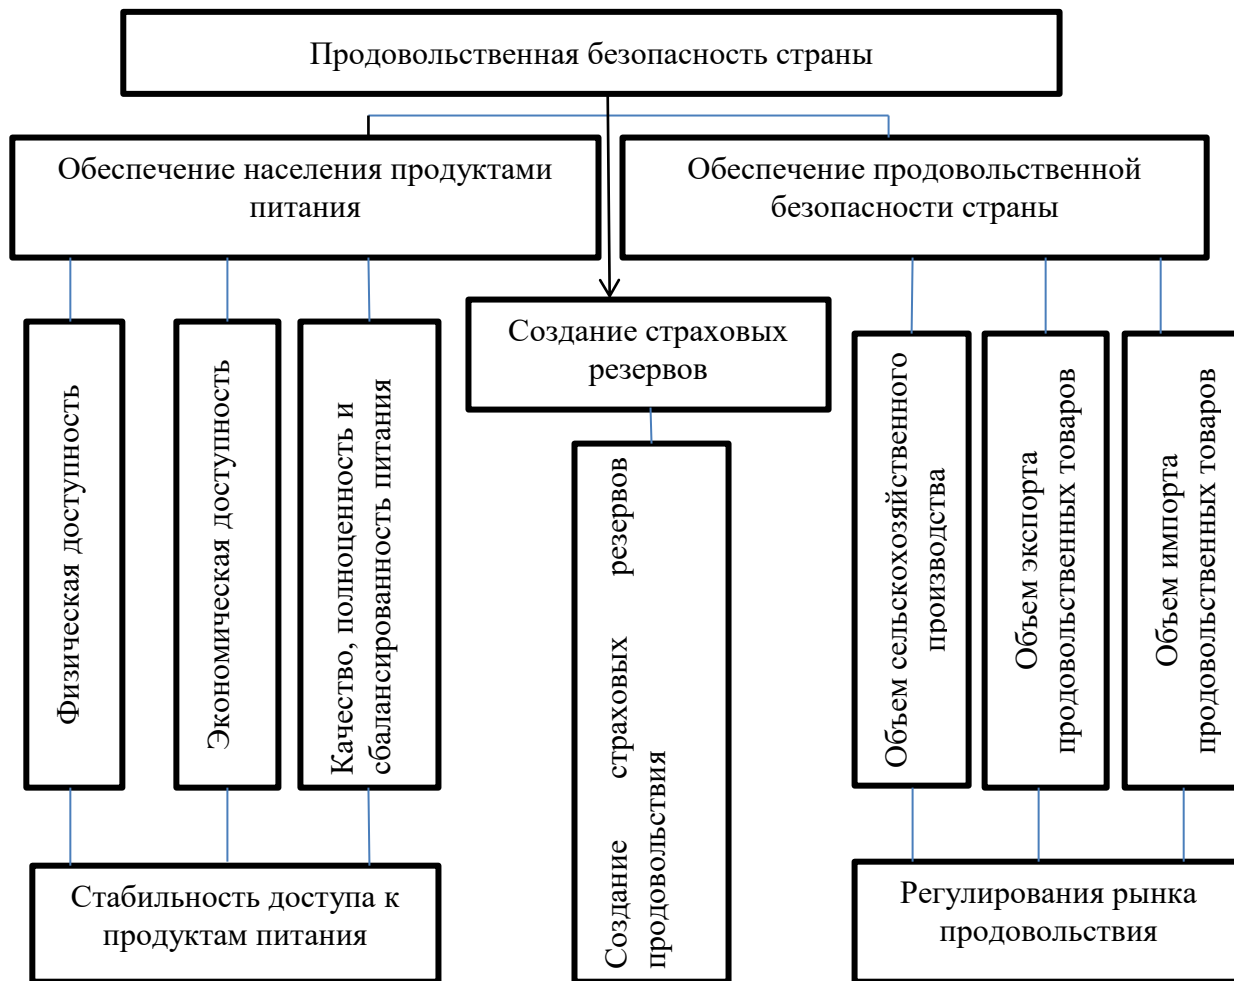 Продовольственная безопасность страны
Обеспечение населения продуктами
питания
Обеспечение продовольственной
безопасности страны
Создание страховых
резервов
Физическая доступность
Экономическая доступность
Качество, полноценность и
сбалансированность питания
Создание страховых резервов
продовольствия
Объем сельскохозяйственного
производства
Объем экспорта
продовольственных товаров
Объем импорта
продовольственных товаров
Стабильность доступа к
продуктам питания
Регулирования рынка
продовольствия